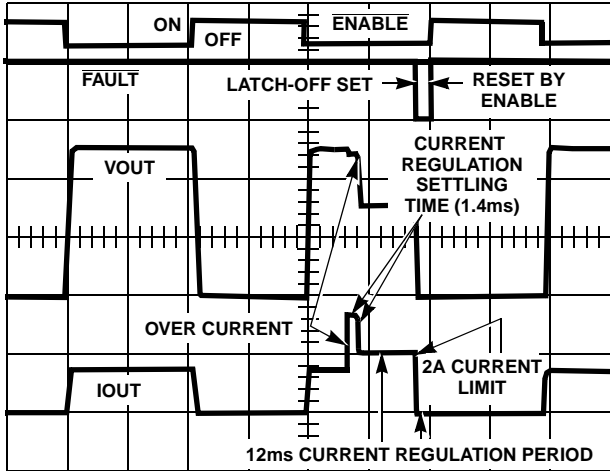 ON
OFF
ENABLE
FAULT
LATCH-OFF SET
RESET BY
ENABLE
VOUT
CURRENT
REGULATION
SETTLING
TIME (1.4ms)
OVER CURRENT
IOUT
2A CURRENT
LIMIT
12ms CURRENT REGULATION PERIOD